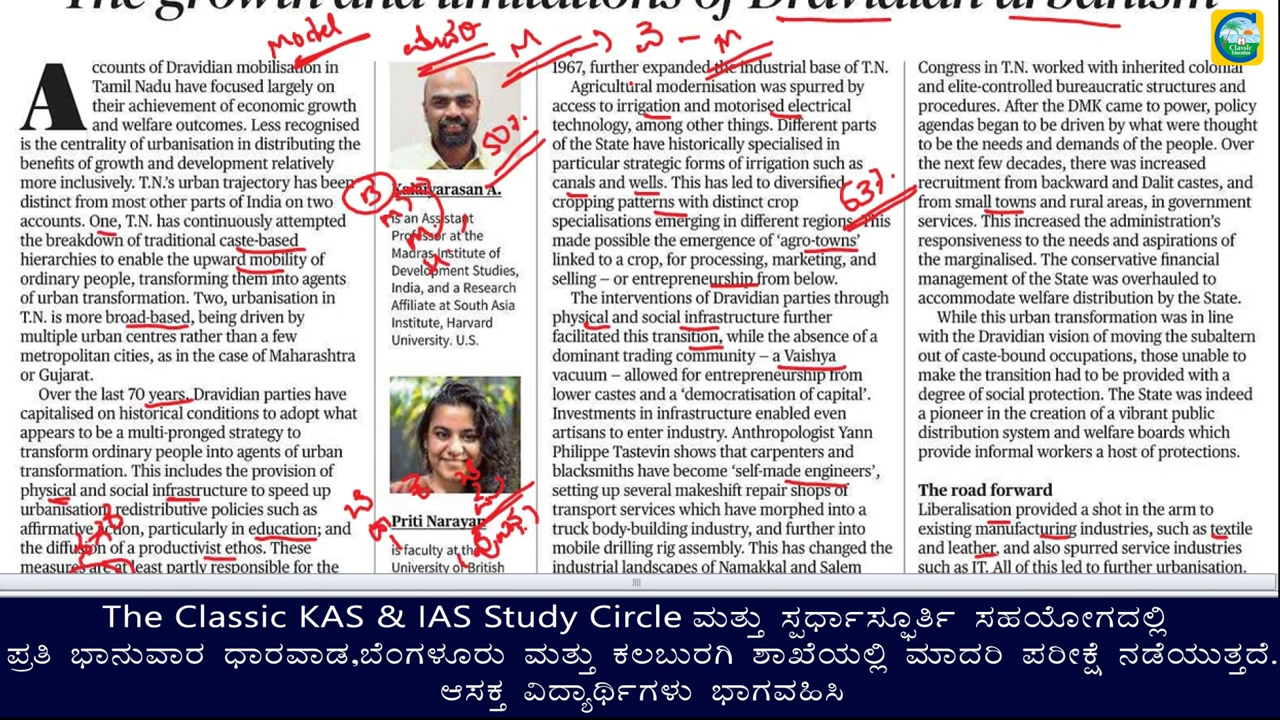 The growth and limitations of Dravidian urbanism
Model
M
M
Classic
Education
Accounts of Dravidian mobilisation in
Tamil Nadu have focused largely on
their achievement of economic growth
and welfare outcomes. Less recognised
is the centrality of urbanisation in distributing the
benefits of growth and development relatively
more inclusively. T.N.'s urban trajectory has been
distinct from most other parts of India on two
accounts. One, T.N. has continuously attempted
the breakdown of traditional caste-based
hierarchies to enable the upward mobility of
ordinary people, transforming them into agents
of urban transformation. Two, urbanisation in
T.N. is more broad-based, being driven by
multiple urban centres rather than a few
metropolitan cities, as in the case of Maharashtra
or Gujarat.
Over the last 70 years, Dravidian parties have
capitalised on historical conditions to adopt what
appears to be a multi-pronged strategy to
transform ordinary people into agents of urban
transformation. This includes the provision of
physical and social infrastructure to speed up
urbanisation, redistributive policies such as
affirmative action, particularly in education; and
the diffusion of a productivist ethos. These
measures are at least partly responsible for the
50%
Kalaiyarasan A.
is an Assistant
Professor at the
Madras Institute of
Development Studies,
India, and a Research
Affiliate at South Asia
Institute, Harvard
University. U.S.
Priti Narayan
is faculty at the
University of British
1967, further expanded the industrial base of T.N.
Agricultural modernisation was spurred by
access to irrigation and motorised electrical
technology, among other things. Different parts
of the State have historically specialised in
particular strategic forms of irrigation such as
canals and wells. This has led to diversified
cropping patterns with distinct crop
specialisations emerging in different regions. This
made possible the emergence of 'agro-towns'
linked to a crop, for processing, marketing, and
selling – or entrepreneurship from below.
The interventions of Dravidian parties through
physical and social infrastructure further
facilitated this transition, while the absence of a
dominant trading community – a Vaishya
vacuum – allowed for entrepreneurship from
lower castes and a 'democratisation of capital'.
Investments in infrastructure enabled even
artisans to enter industry. Anthropologist Yann
Philippe Tastevin shows that carpenters and
blacksmiths have become 'self-made engineers',
setting up several makeshift repair shops of
transport services which have morphed into a
truck body-building industry, and further into
mobile drilling rig assembly. This has changed the
industrial landscapes of Namakkal and Salem
63%
Congress in T.N. worked with inherited colonial
and elite-controlled bureaucratic structures and
procedures. After the DMK came to power, policy
agendas began to be driven by what were thought
to be the needs and demands of the people. Over
the next few decades, there was increased
recruitment from backward and Dalit castes, and
from small towns and rural areas, in government
services. This increased the administration's
responsiveness to the needs and aspirations of
the marginalised. The conservative financial
management of the State was overhauled to
accommodate welfare distribution by the State.
While this urban transformation was in line
with the Dravidian vision of moving the subaltern
out of caste-bound occupations, those unable to
make the transition had to be provided with a
degree of social protection. The State was indeed
a pioneer in the creation of a vibrant public
distribution system and welfare boards which
provide informal workers a host of protections.
The road forward
Liberalisation provided a shot in the arm to
existing manufacturing industries, such as textile
and leather, and also spurred service industries
such as IT. All of this led to further urbanisation.
The Classic KAS & IAS Study Circle ಮತ್ತು ಸ್ಪರ್ಧಾಸ್ಫೂರ್ತಿ ಸಹಯೋಗದಲ್ಲಿ
ಪ್ರತಿ ಭಾನುವಾರ ಧಾರವಾಡ,ಬೆಂಗಳೂರು ಮತ್ತು ಕಲಬುರಗಿ ಶಾಖೆಯಲ್ಲಿ ಮಾದರಿ ಪರೀಕ್ಷೆ ನಡೆಯುತ್ತದೆ.
ಆಸಕ್ತ ವಿದ್ಯಾರ್ಥಿಗಳು ಭಾಗವಹಿಸಿ